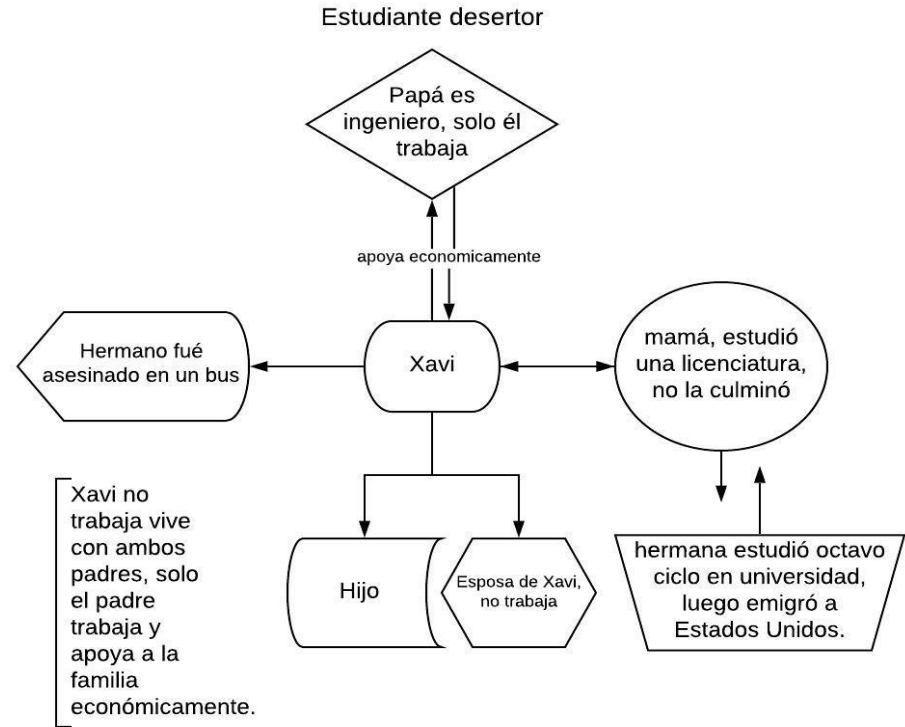 Estudiante desertor
Papá es
ingeniero, solo él
trabaja
apoya economicamente
Hermano fué
asesinado en un bus
Xavi
mamá, estudió
una licenciatura,
no la culminó
Xavi no
trabaja vive
con ambos
padres, solo
el padre
trabaja y
apoya a la
familia
económicamente.
Hijo
Esposa de Xavi,
no trabaja
hermana estudió octavo
ciclo en universidad,
luego emigró a
Estados Unidos.